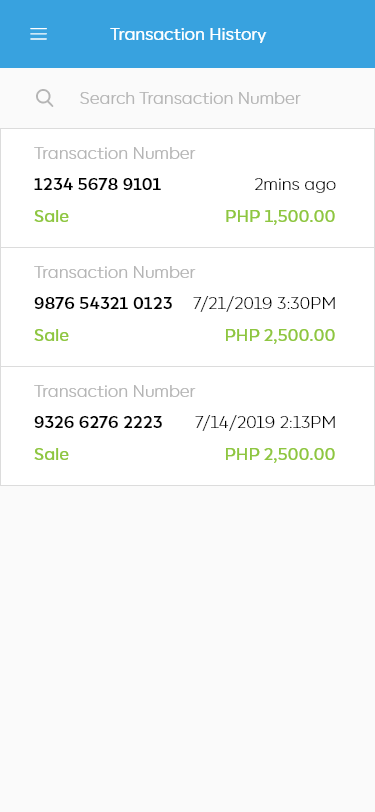 Transaction History
Search Transaction Number
Transaction Number
1234 5678 9101 2mins ago
Sale PHP 1,500.00
Transaction Number
9876 54321 0123 7/21/2019 3:30PM
Sale PHP 2,500.00
Transaction Number
9326 6276 2223 7/14/2019 2:13PM
Sale PHP 2,500.00